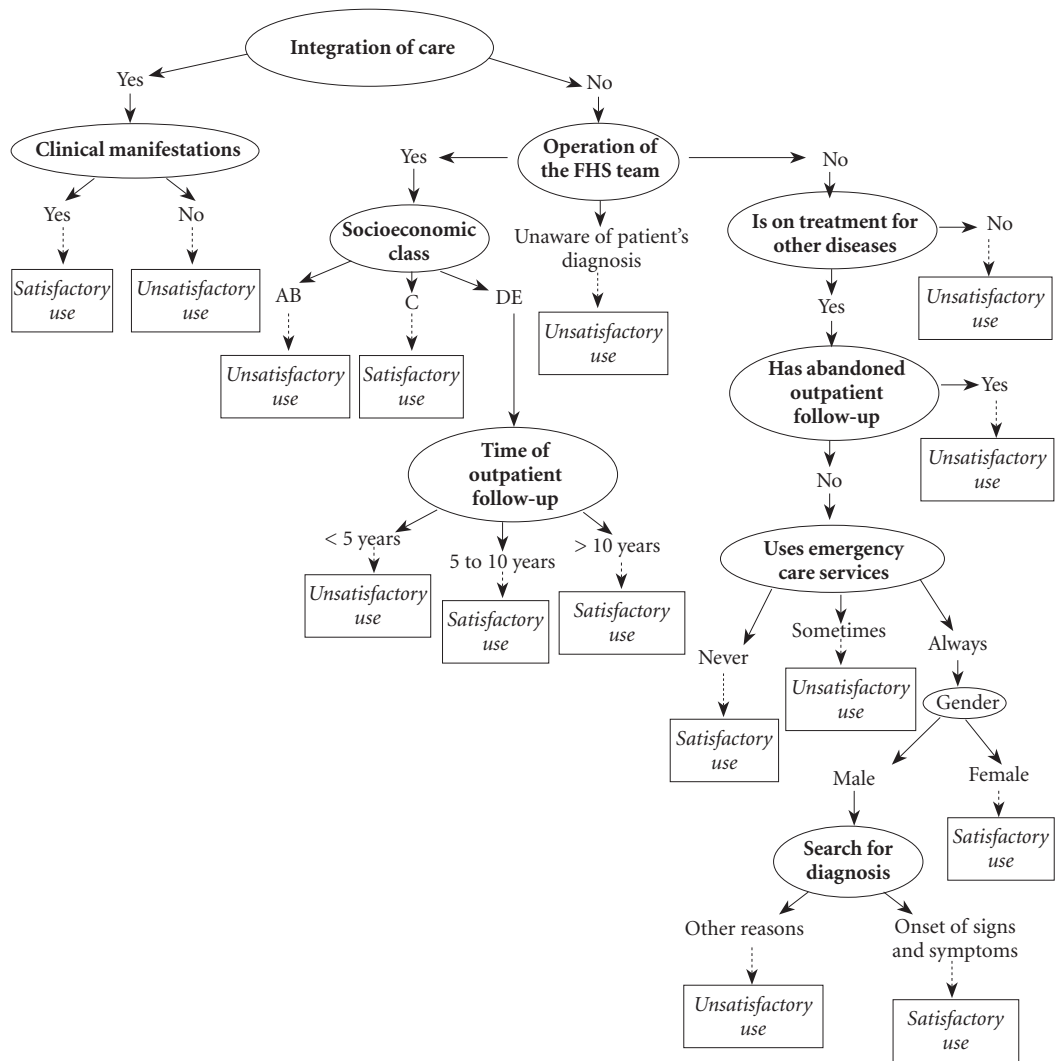 Integration of care
Yes
No
Clinical manifestations
Operation of
the FHS team
Yes
No
Yes
No
Socioeconomic
class
Unaware of patient's
diagnosis
Is on treatment for
other diseases
No
Satisfactory
use
Unsatisfactory
use
AB
C
DE
Unsatisfactory
use
Yes
Unsatisfactory
use
Unsatisfactory
use
Satisfactory
use
Has abandoned
outpatient
follow-up
Yes
Unsatisfactory
use
Time of
outpatient
follow-up
No
< 5 years
5 to 10 years
> 10 years
Uses emergency
care services
Unsatisfactory
use
Satisfactory
use
Satisfactory
use
Never
Sometimes
Always
Satisfactory
use
Unsatisfactory
use
Gender
Male
Female
Search for
diagnosis
Satisfactory
use
Other reasons
Onset of signs
and symptoms
Unsatisfactory
use
Satisfactory
use